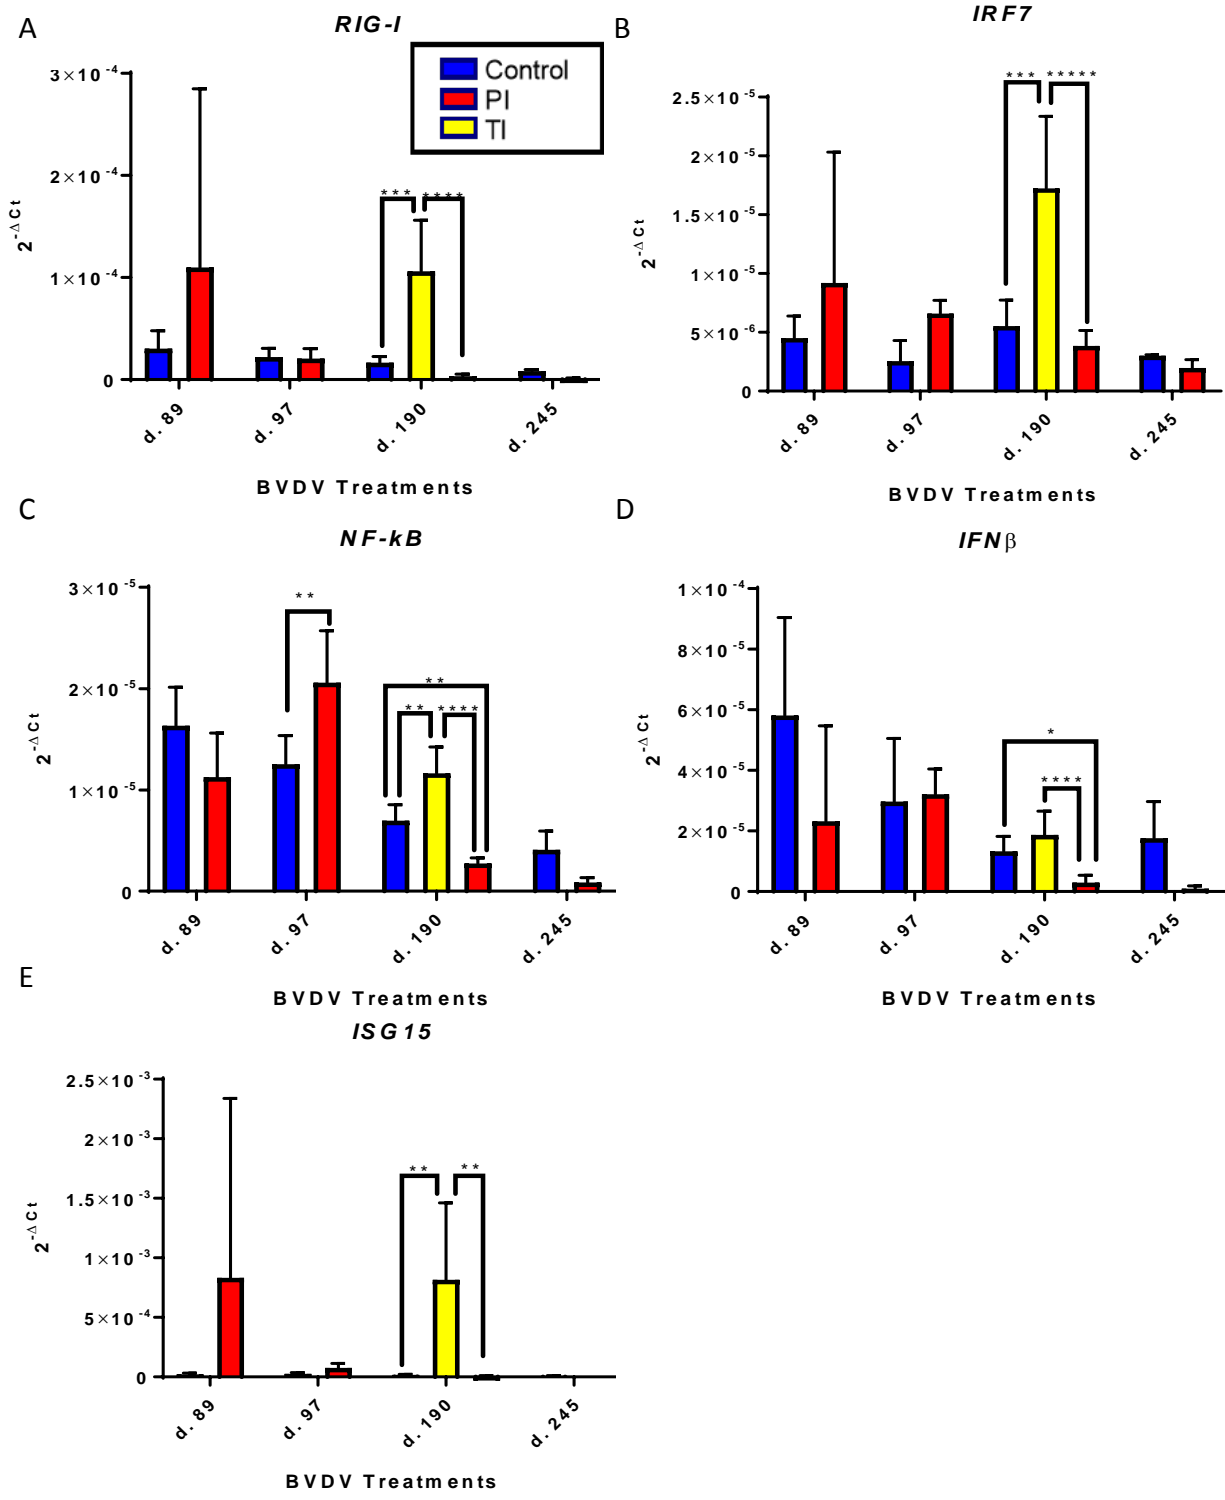 A
RIG-I
Control
PI
TI
3×10⁻⁴
2×10⁻⁴
1×10⁻⁴
0
2^-ΔCt
*** ****
d. 89 d. 97 d. 190 d. 245
BVDV Treatments
B
IRF7
2.5×10⁻⁵
2×10⁻⁵
1.5×10⁻⁵
1×10⁻⁵
5×10⁻⁶
0
2^-ΔCt
*** *****
d. 89 d. 97 d. 190 d. 245
BVDV Treatments
C
NF-kB
3×10⁻⁵
2×10⁻⁵
1×10⁻⁵
0
2^-ΔCt
**
**
** ****
d. 89 d. 97 d. 190 d. 245
BVDV Treatments
D
IFNβ
1×10⁻⁴
8×10⁻⁵
6×10⁻⁵
4×10⁻⁵
2×10⁻⁵
0
2^-ΔCt
*
****
d. 89 d. 97 d. 190 d. 245
BVDV Treatments
E
ISG15
2.5×10⁻³
2×10⁻³
1.5×10⁻³
1×10⁻³
5×10⁻⁴
0
2^-ΔCt
** **
d. 89 d. 97 d. 190 d. 245
BVDV Treatments